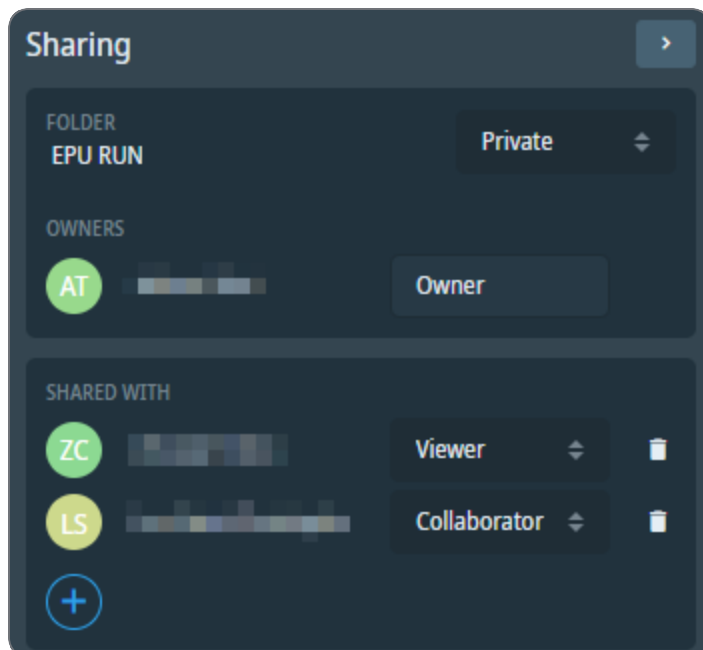 Sharing
FOLDER
EPU RUN
Private
OWNERS
AT
Owner
SHARED WITH
ZC
Viewer
LS
Collaborator